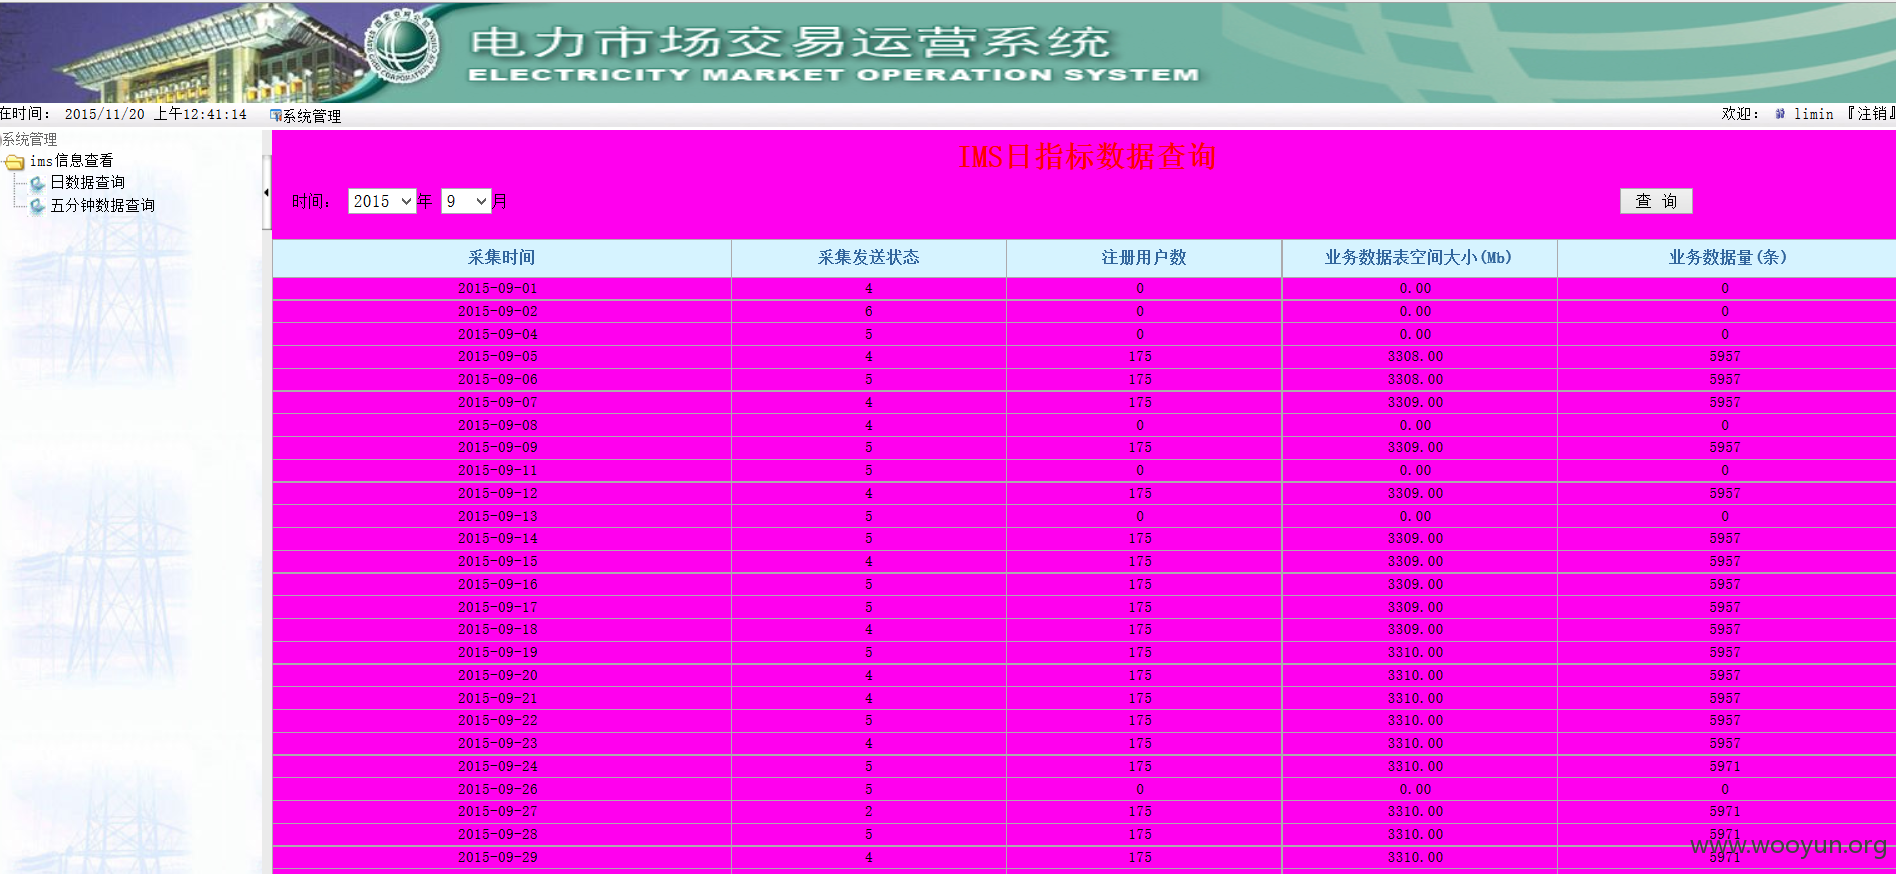 电力市场交易运营系统
ELECTRICITY MARKET OPERATION SYSTEM
在时间： 2015/11/20 上午12:41:14 系统管理 欢迎： limin 『注销』
系统管理
ims信息查看
日数据查询
五分钟数据查询
IMS日指标数据查询
时间： 2015 年 9 月 查 询
采集时间 采集发送状态 注册用户数 业务数据表空间大小(Mb) 业务数据量(条)
2015-09-01 4 0 0.00 0
2015-09-02 6 0 0.00 0
2015-09-04 5 0 0.00 0
2015-09-05 4 175 3308.00 5957
2015-09-06 5 175 3308.00 5957
2015-09-07 4 175 3309.00 5957
2015-09-08 4 0 0.00 0
2015-09-09 5 175 3309.00 5957
2015-09-11 5 0 0.00 0
2015-09-12 4 175 3309.00 5957
2015-09-13 5 0 0.00 0
2015-09-14 5 175 3309.00 5957
2015-09-15 4 175 3309.00 5957
2015-09-16 5 175 3309.00 5957
2015-09-17 5 175 3309.00 5957
2015-09-18 4 175 3309.00 5957
2015-09-19 5 175 3310.00 5957
2015-09-20 4 175 3310.00 5957
2015-09-21 4 175 3310.00 5957
2015-09-22 5 175 3310.00 5957
2015-09-23 4 175 3310.00 5957
2015-09-24 5 175 3310.00 5971
2015-09-26 5 0 0.00 0
2015-09-27 2 175 3310.00 5971
2015-09-28 5 175 3310.00 5971
2015-09-29 4 175 3310.00 5971
www.wooyun.org